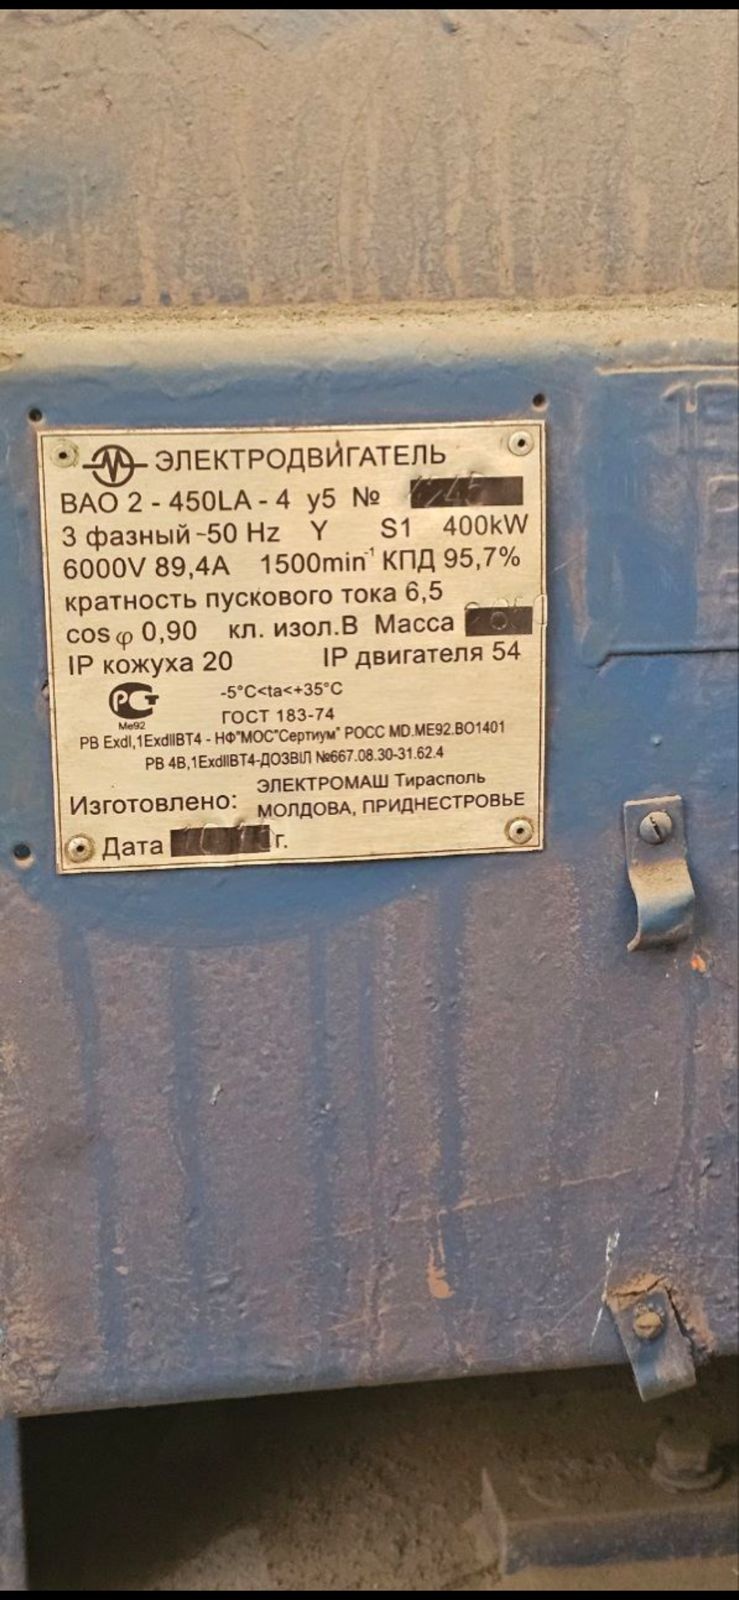 ЭЛЕКТРОДВИГАТЕЛЬ
ВАО 2 - 450LA - 4 у5 №
3 фазный ~50 Hz Y S1 400kW
6000V 89,4A 1500min⁻¹ КПД 95,7%
кратность пускового тока 6,5
cos φ 0,90 кл. изол.В Масса
IP кожуха 20 IP двигателя 54
РСТ
Ме92
-5°C<ta<+35°C
ГОСТ 183-74
РВ ExdI,1ExdIIBT4 - НФ"МОС"Сертиум" РОСС MD.ME92.BO1401
РВ 4В,1ExdIIBT4-ДОЗВІЛ №667.08.30-31.62.4
Изготовлено: ЭЛЕКТРОМАШ Тирасполь
МОЛДОВА, ПРИДНЕСТРОВЬЕ
Дата г.